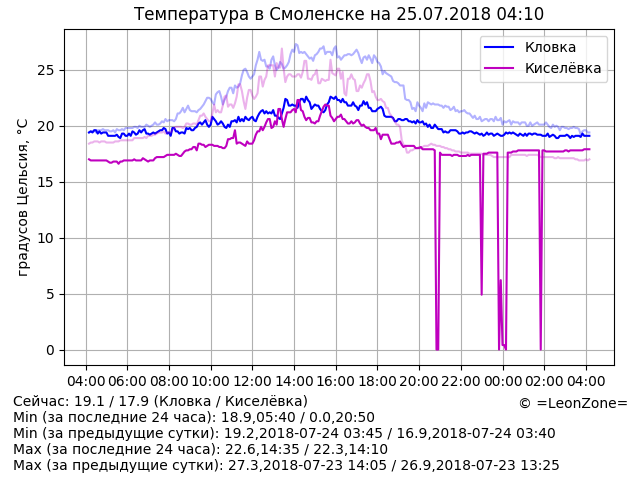 Температура в Смоленске на 25.07.2018 04:10
Кловка
Киселёвка
градусов Цельсия, °C
25
20
15
10
5
0
04:00 06:00 08:00 10:00 12:00 14:00 16:00 18:00 20:00 22:00 00:00 02:00 04:00
Сейчас: 19.1 / 17.9 (Кловка / Киселёвка)
© =LeonZone=
Min (за последние 24 часа): 18.9,05:40 / 0.0,20:50
Min (за предыдущие сутки): 19.2,2018-07-24 03:45 / 16.9,2018-07-24 03:40
Max (за последние 24 часа): 22.6,14:35 / 22.3,14:10
Max (за предыдущие сутки): 27.3,2018-07-23 14:05 / 26.9,2018-07-23 13:25